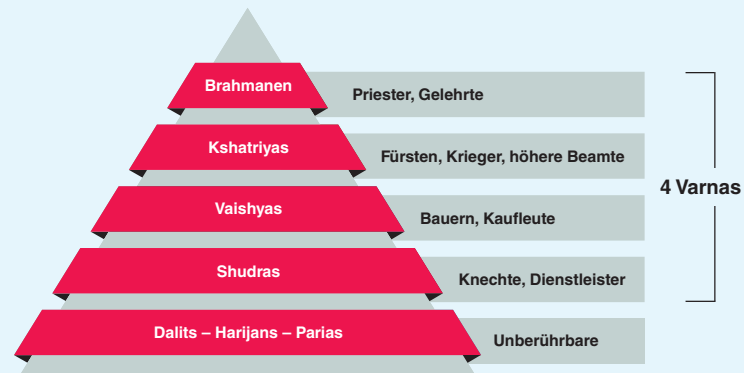 Brahmanen
Priester, Gelehrte
Kshatriyas
Fürsten, Krieger, höhere Beamte
4 Varnas
Vaishyas
Bauern, Kaufleute
Shudras
Knechte, Dienstleister
Dalits – Harijans – Parias
Unberührbare